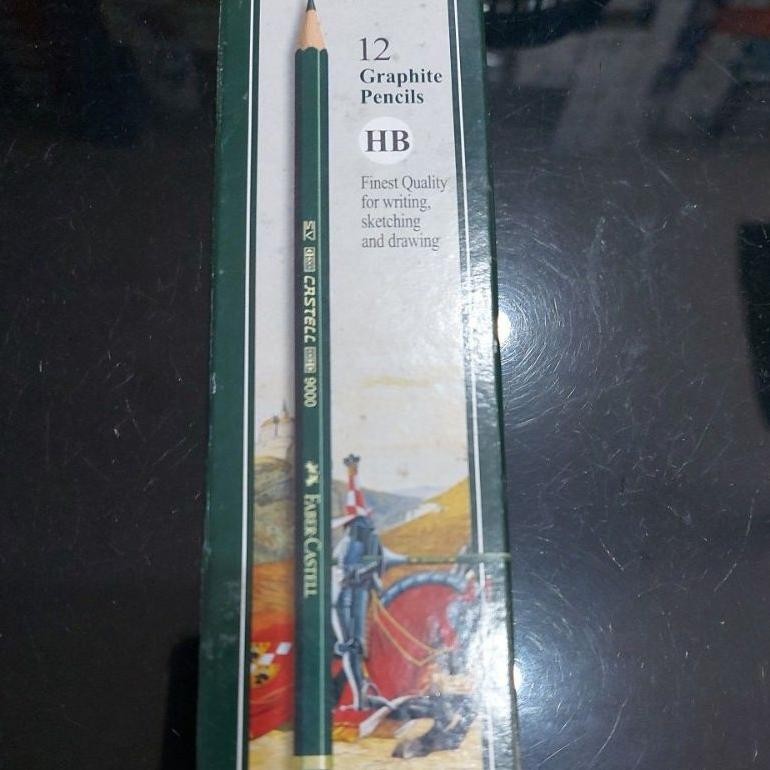 12
Graphite
Pencils
HB
Finest Quality
for writing,
sketching
and drawing
CASTELL 9000
FABER-CASTELL